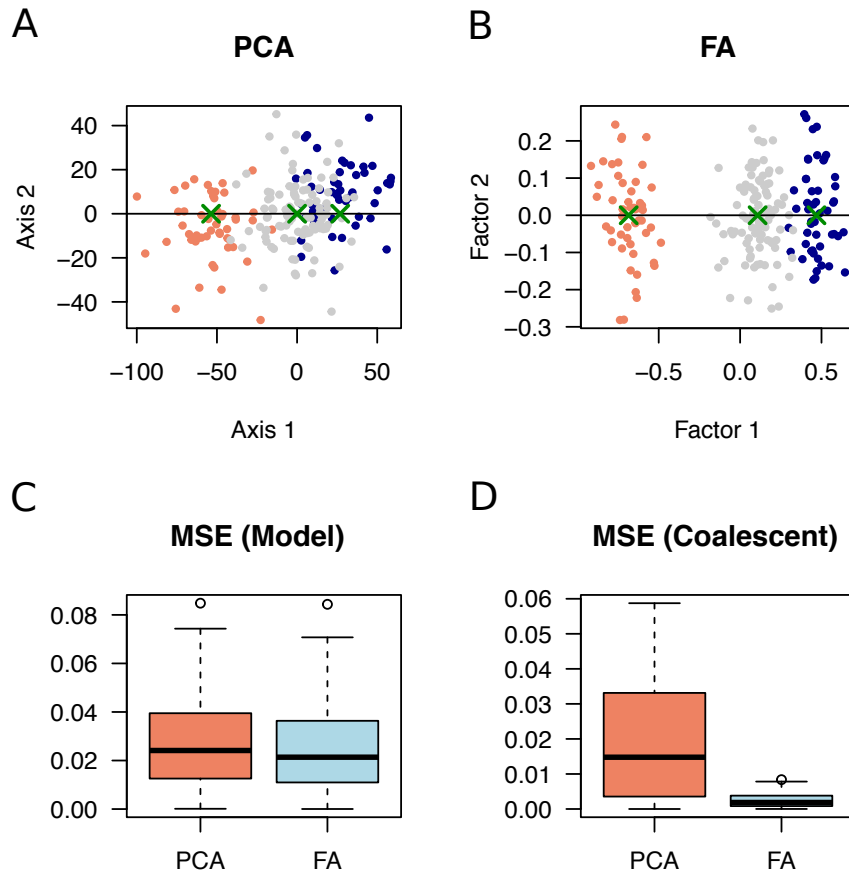 A
PCA
Axis 2
40
20
0
−20
−40
−100
−50
0
50
Axis 1
B
FA
Factor 2
0.2
0.1
0.0
−0.1
−0.2
−0.3
−0.5
0.0
0.5
Factor 1
C
MSE (Model)
0.08
0.06
0.04
0.02
0.00
PCA
FA
D
MSE (Coalescent)
0.06
0.05
0.04
0.03
0.02
0.01
0.00
PCA
FA